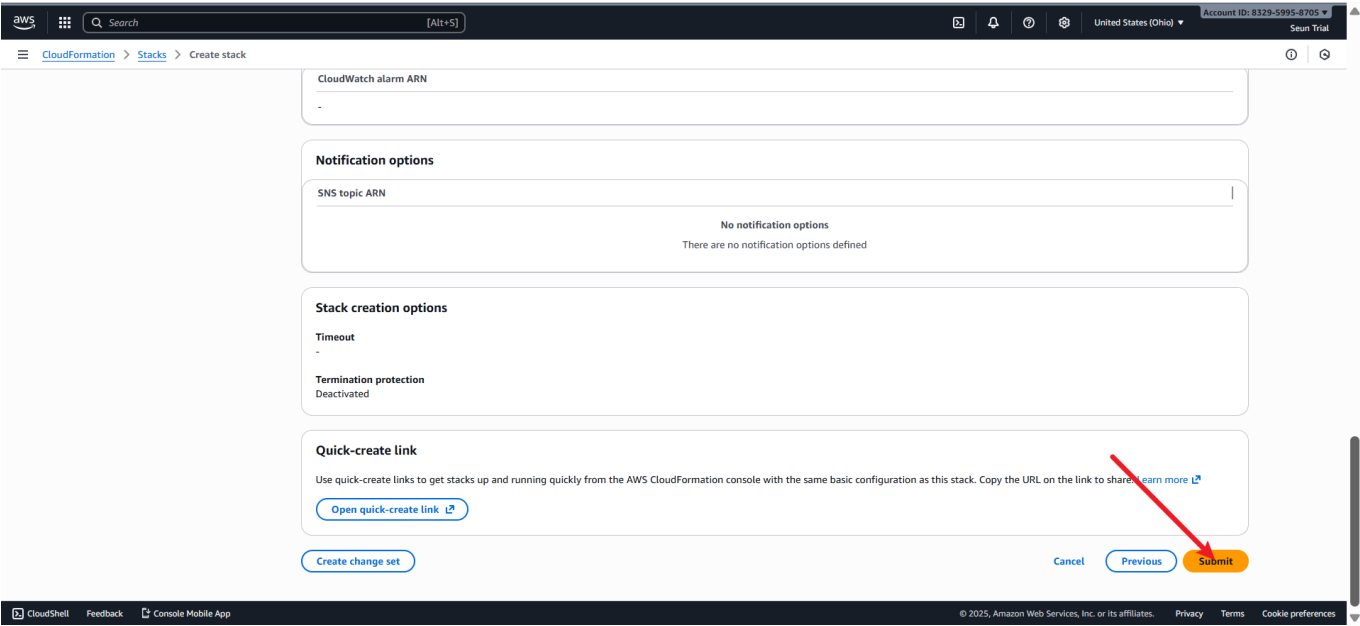 aws
Search
[Alt+S]
United States (Ohio)
Account ID: 8329-5995-8705
Seun Trial
CloudFormation > Stacks > Create stack
CloudWatch alarm ARN
-
Notification options
SNS topic ARN
No notification options
There are no notification options defined
Stack creation options
Timeout
-
Termination protection
Deactivated
Quick-create link
Use quick-create links to get stacks up and running quickly from the AWS CloudFormation console with the same basic configuration as this stack. Copy the URL on the link to share. Learn more
Open quick-create link
Create change set
Cancel
Previous
Submit
CloudShell
Feedback
Console Mobile App
© 2025, Amazon Web Services, Inc. or its affiliates.
Privacy
Terms
Cookie preferences